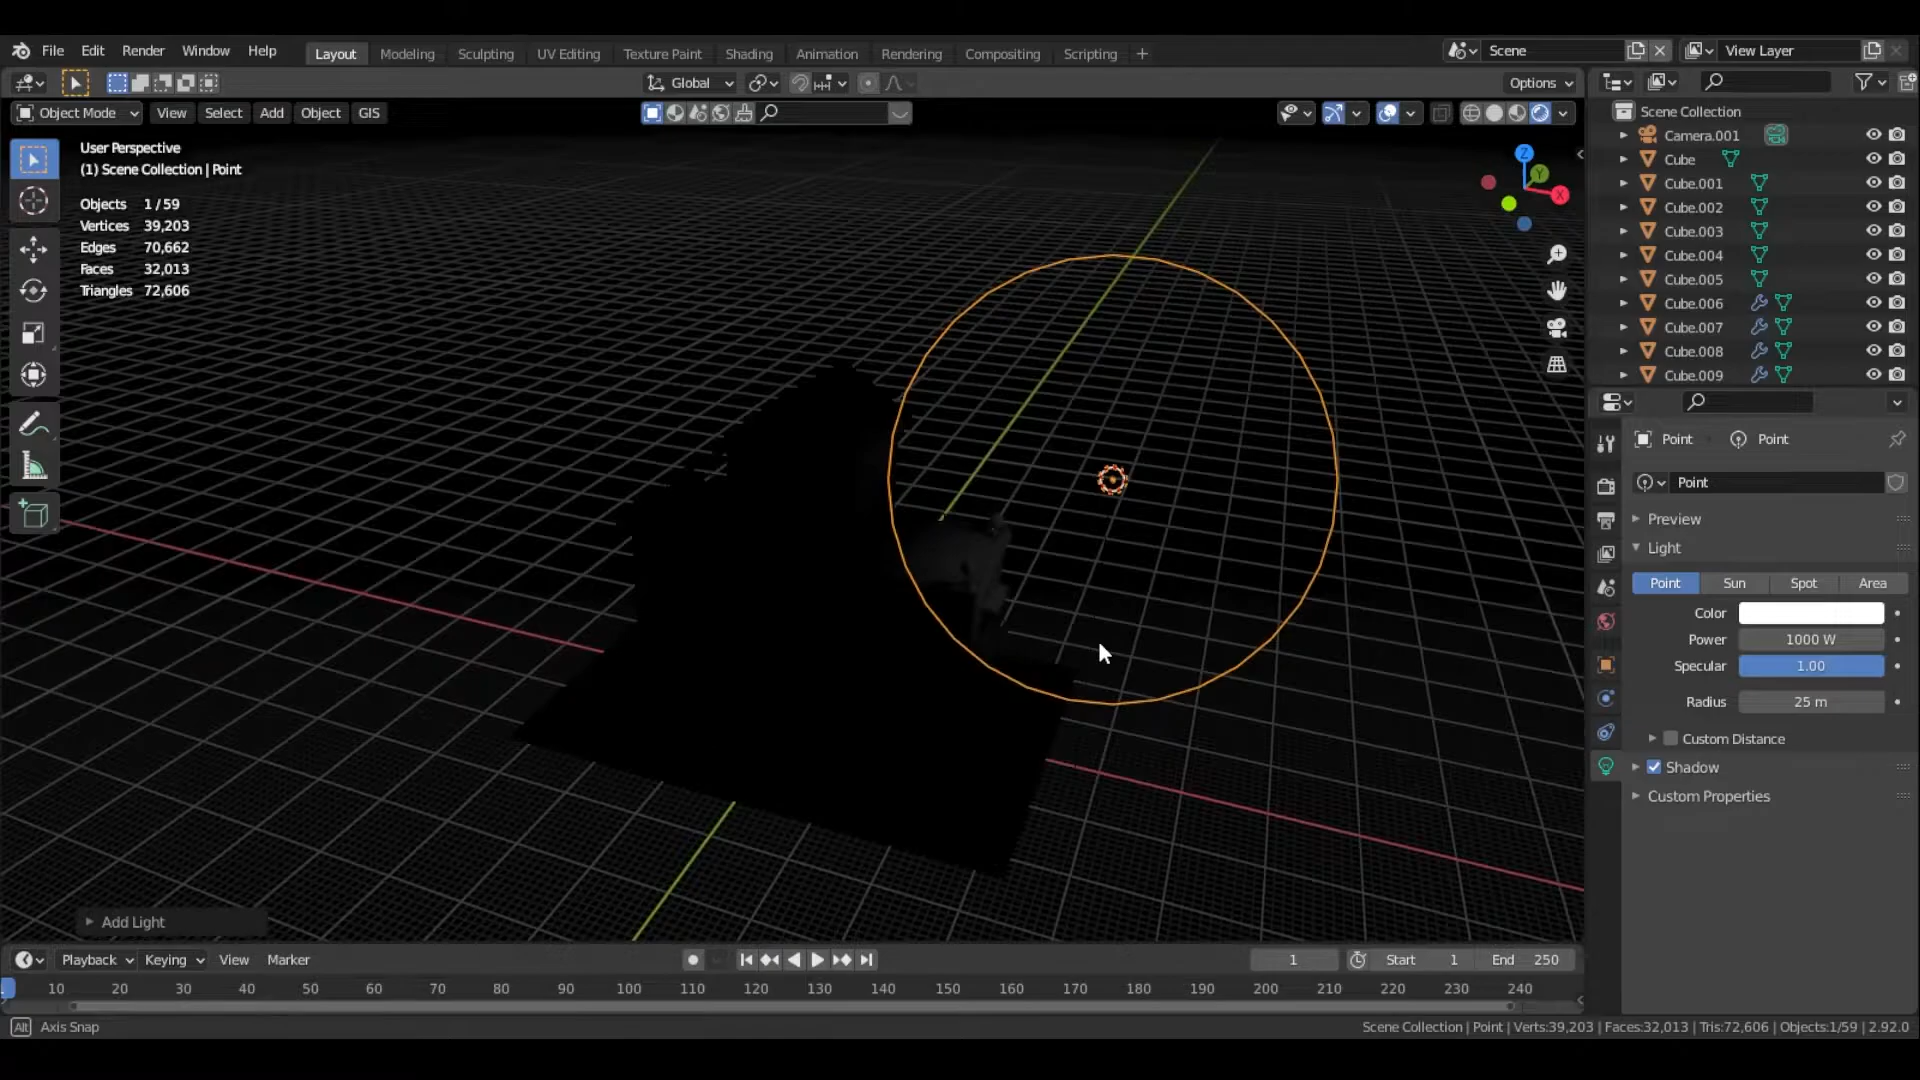 File Edit Render Window Help Layout Modeling Sculpting UV Editing Texture Paint Shading Animation Rendering Compositing Scripting + Scene View Layer
Global Options
Object Mode View Select Add Object GIS
User Perspective
(1) Scene Collection | Point
Objects 1 / 59
Vertices 39,203
Edges 70,662
Faces 32,013
Triangles 72,606
Z
Y
X
Scene Collection
Camera.001
Cube
Cube.001
Cube.002
Cube.003
Cube.004
Cube.005
Cube.006
Cube.007
Cube.008
Cube.009
Point Point
Point
Preview
Light
Point Sun Spot Area
Color
Power 1000 W
Specular 1.00
Radius 25 m
Custom Distance
Shadow
Custom Properties
Add Light
Playback Keying View Marker 1 Start 1 End 250
10 20 30 40 50 60 70 80 90 100 110 120 130 140 150 160 170 180 190 200 210 220 230 240
Alt Axis Snap
Scene Collection | Point | Verts:39,203 | Faces:32,013 | Tris:72,606 | Objects:1/59 | 2.92.0